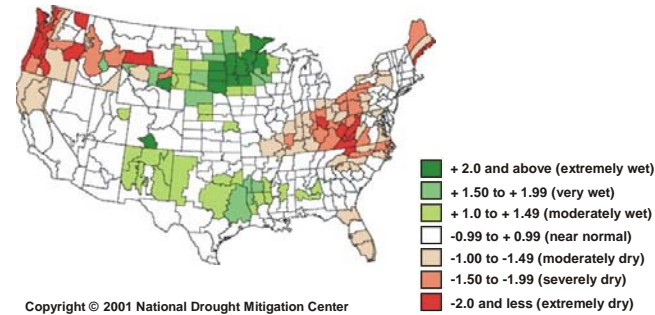 + 2.0 and above (extremely wet)
+ 1.50 to + 1.99 (very wet)
+ 1.0 to + 1.49 (moderately wet)
-0.99 to + 0.99 (near normal)
-1.00 to -1.49 (moderately dry)
-1.50 to -1.99 (severely dry)
-2.0 and less (extremely dry)
Copyright © 2001 National Drought Mitigation Center